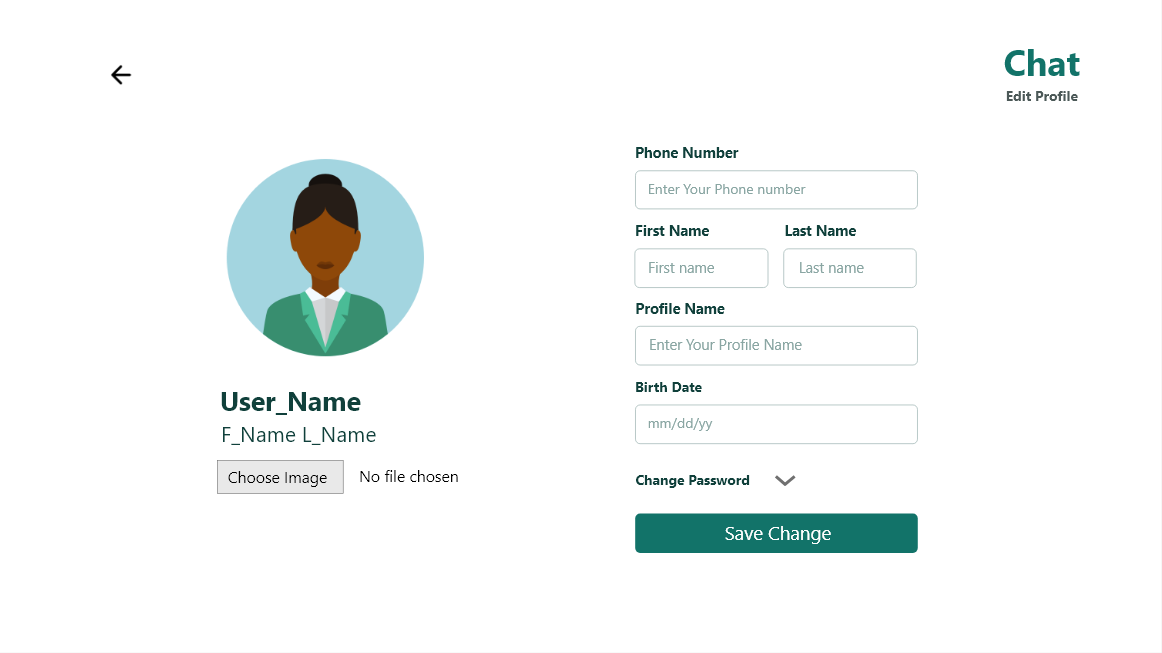 Chat
Edit Profile
User_Name
F_Name L_Name
Choose Image No file chosen
Phone Number
Enter Your Phone number
First Name Last Name
First name Last name
Profile Name
Enter Your Profile Name
Birth Date
mm/dd/yy
Change Password
Save Change